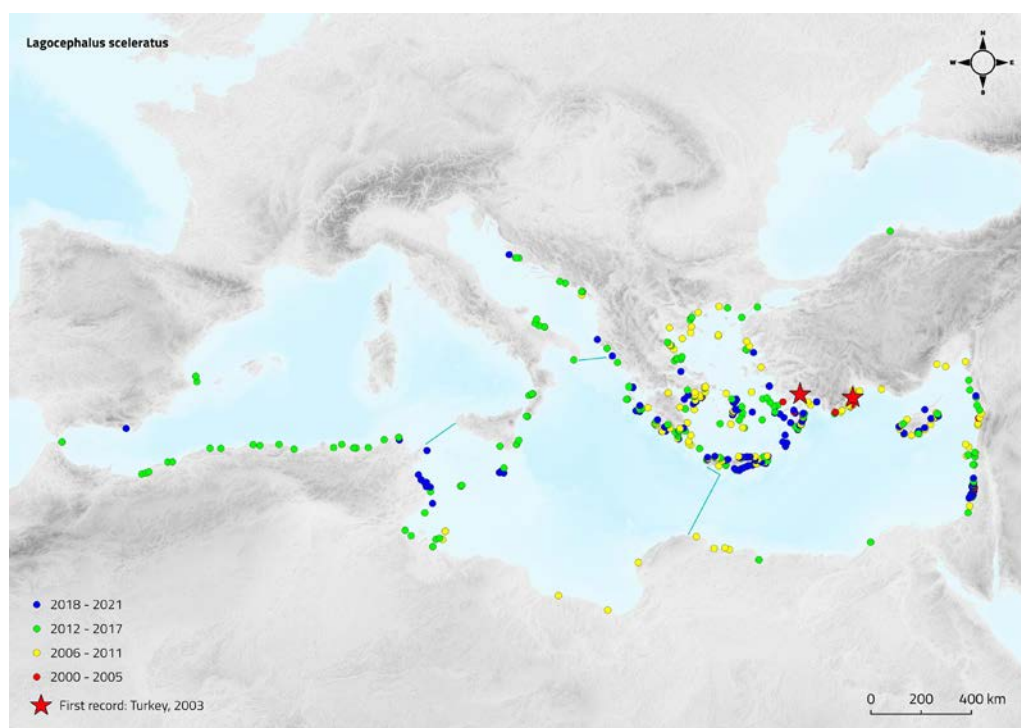 Lagocephalus sceleratus
N
W E
S
2018 - 2021
2012 - 2017
2006 - 2011
2000 - 2005
First record: Turkey, 2003
0 200 400 km